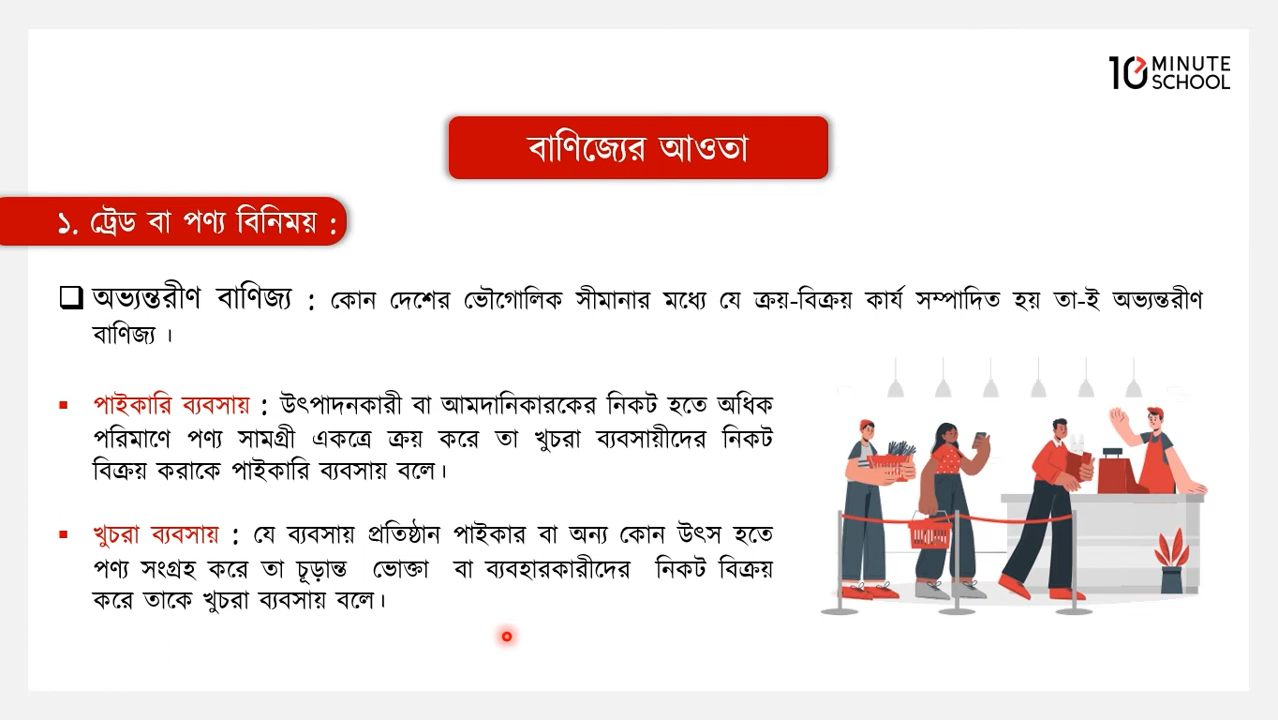 10 MINUTE
SCHOOL
বাণিজ্যের আওতা
১. ট্রেড বা পণ্য বিনিময় :
অভ্যন্তরীণ বাণিজ্য : কোন দেশের ভৌগোলিক সীমানার মধ্যে যে ক্রয়-বিক্রয় কার্য সম্পাদিত হয় তা-ই অভ্যন্তরীণ
বাণিজ্য ।
পাইকারি ব্যবসায় : উৎপাদনকারী বা আমদানিকারকের নিকট হতে অধিক
পরিমাণে পণ্য সামগ্রী একত্রে ক্রয় করে তা খুচরা ব্যবসায়ীদের নিকট
বিক্রয় করাকে পাইকারি ব্যবসায় বলে।
খুচরা ব্যবসায় : যে ব্যবসায় প্রতিষ্ঠান পাইকার বা অন্য কোন উৎস হতে
পণ্য সংগ্রহ করে তা চূড়ান্ত ভোক্তা বা ব্যবহারকারীদের নিকট বিক্রয়
করে তাকে খুচরা ব্যবসায় বলে।